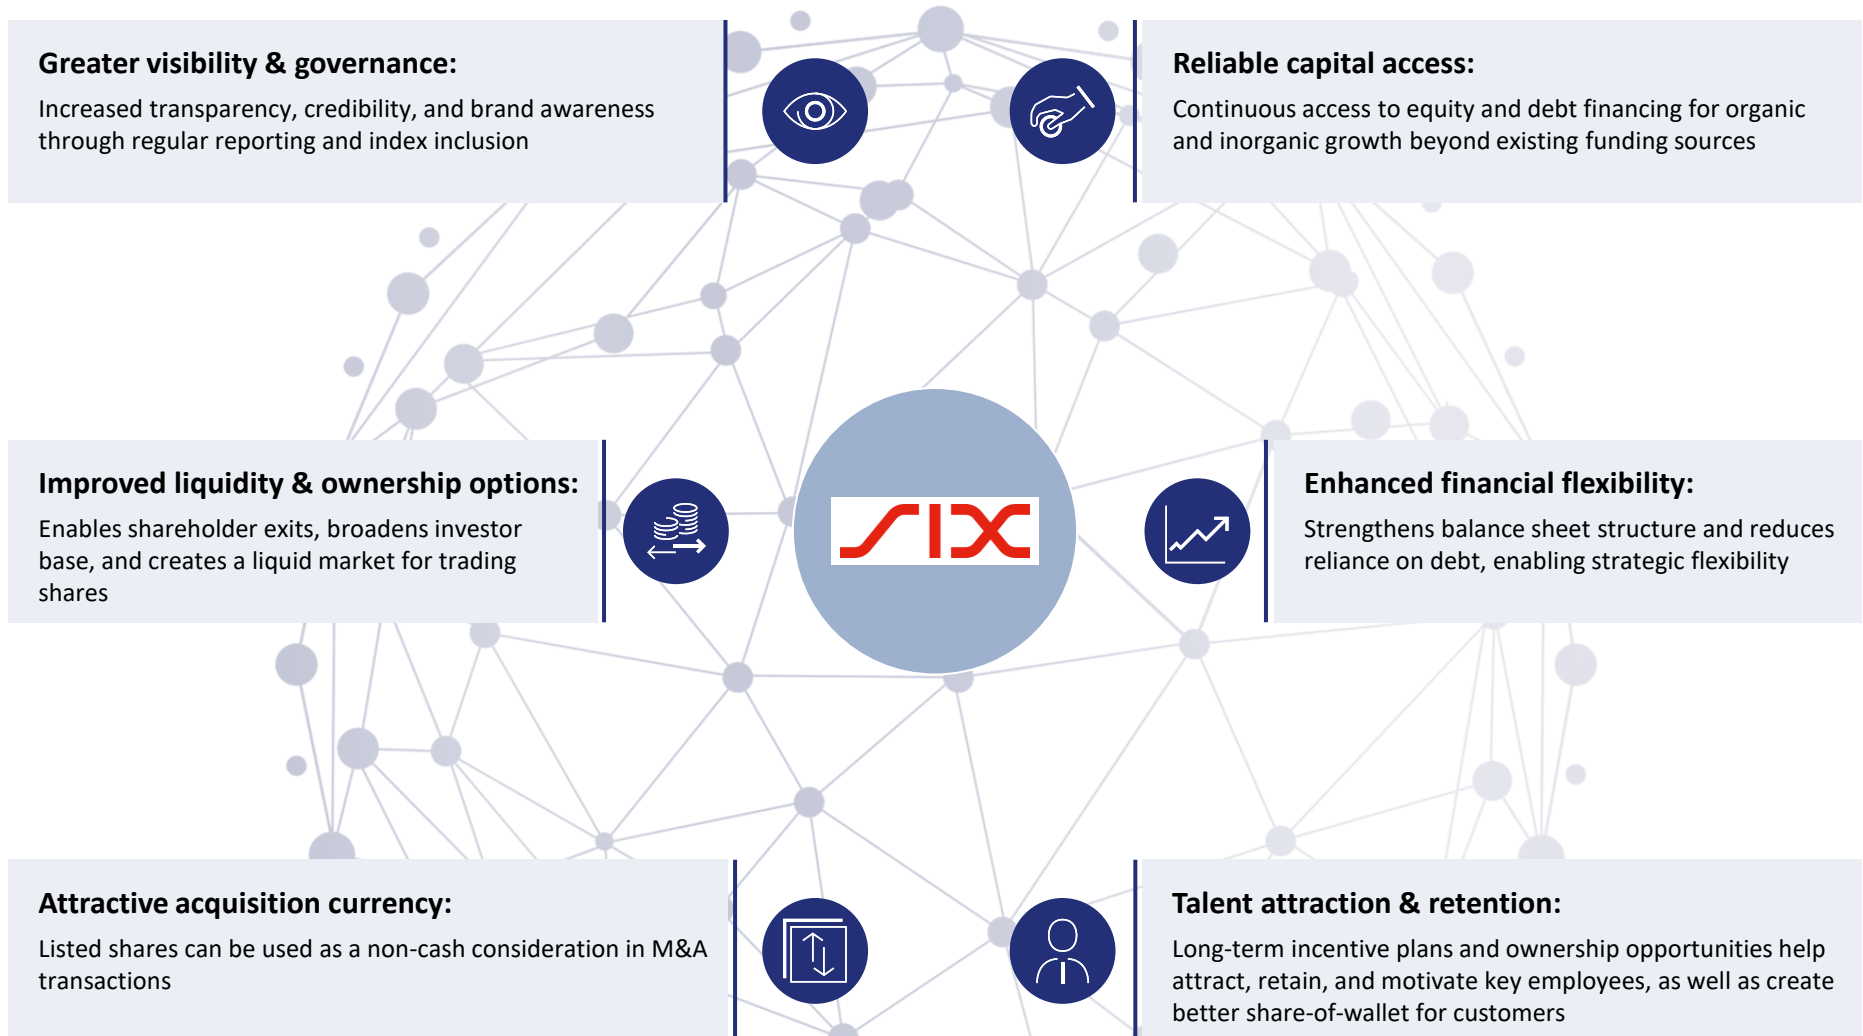 Greater visibility & governance:
Increased transparency, credibility, and brand awareness
through regular reporting and index inclusion
Reliable capital access:
Continuous access to equity and debt financing for organic
and inorganic growth beyond existing funding sources
Improved liquidity & ownership options:
Enables shareholder exits, broadens investor
base, and creates a liquid market for trading
shares
SIX
Enhanced financial flexibility:
Strengthens balance sheet structure and reduces
reliance on debt, enabling strategic flexibility
Attractive acquisition currency:
Listed shares can be used as a non-cash consideration in M&A
transactions
Talent attraction & retention:
Long-term incentive plans and ownership opportunities help
attract, retain, and motivate key employees, as well as create
better share-of-wallet for customers